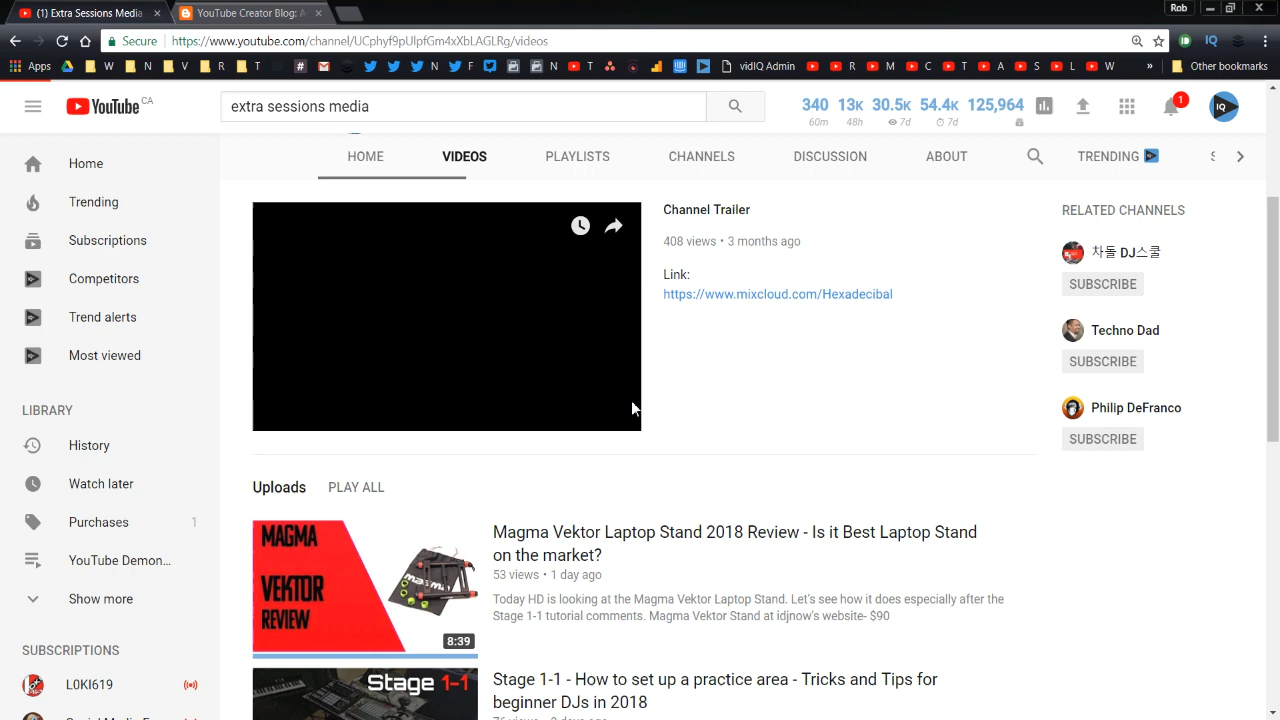 (1) Extra Sessions Media
YouTube Creator Blog: A
Rob
Secure
https://www.youtube.com/channel/UCphyf9pUlpfGm4xXbLAGLRg/videos
IQ
Apps W N V R T # N F N T vidIQ Admin R M C T A S L W » Other bookmarks
YouTube CA
extra sessions media
340 13K 30.5K 54.4K 125,964
60m 48h 7d 7d
1
IQ
HOME VIDEOS PLAYLISTS CHANNELS DISCUSSION ABOUT TRENDING
Home
Trending
Subscriptions
Competitors
Trend alerts
Most viewed
LIBRARY
History
Watch later
Purchases 1
YouTube Demon...
Show more
SUBSCRIPTIONS
L0KI619
Channel Trailer
408 views • 3 months ago
Link:
https://www.mixcloud.com/Hexadecibal
RELATED CHANNELS
차돌 DJ스쿨
SUBSCRIBE
Techno Dad
SUBSCRIBE
Philip DeFranco
SUBSCRIBE
Uploads PLAY ALL
MAGMA
VEKTOR
REVIEW
magma
8:39
Magma Vektor Laptop Stand 2018 Review - Is it Best Laptop Stand
on the market?
53 views • 1 day ago
Today HD is looking at the Magma Vektor Laptop Stand. Let's see how it does especially after the
Stage 1-1 tutorial comments. Magma Vektor Stand at idjnow's website- $90
Stage 1-1
Stage 1-1 - How to set up a practice area - Tricks and Tips for
beginner DJs in 2018